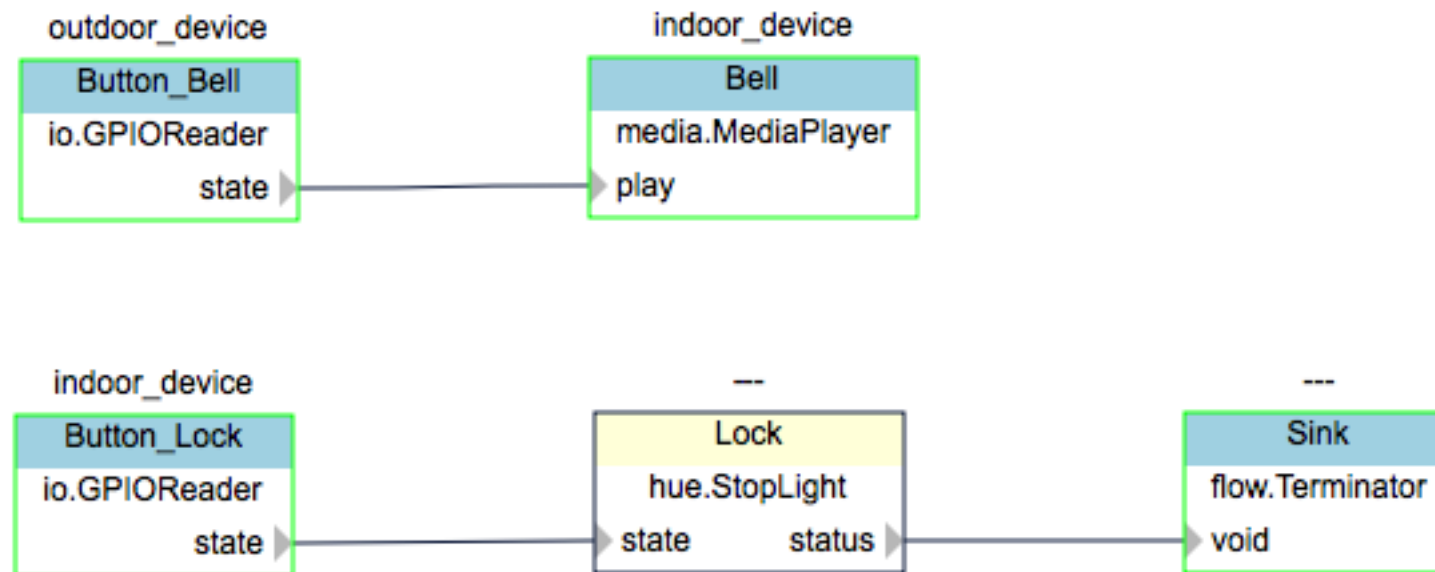 outdoor_device
indoor_device
Button_Bell
Bell
io.GPIOReader
media.MediaPlayer
state
play
indoor_device
---
---
Button_Lock
Lock
Sink
io.GPIOReader
hue.StopLight
flow.Terminator
state
state
status
void